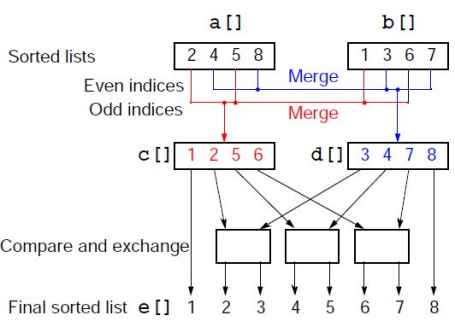 a[] b[]
Sorted lists 2 4 5 8 1 3 6 7
Even indices Merge
Odd indices Merge
c[] 1 2 5 6 d[] 3 4 7 8
Compare and exchange
Final sorted list e[] 1 2 3 4 5 6 7 8